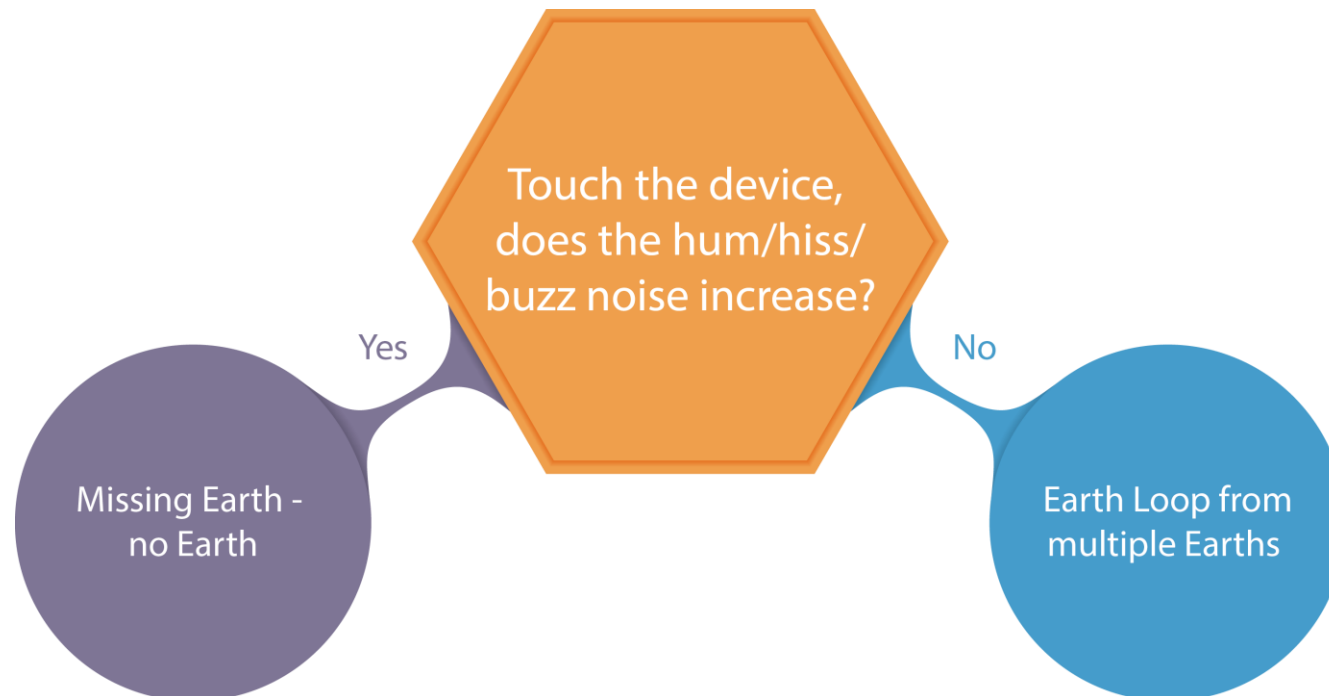 Touch the device,
does the hum/hiss/
buzz noise increase?
Yes
No
Missing Earth -
no Earth
Earth Loop from
multiple Earths